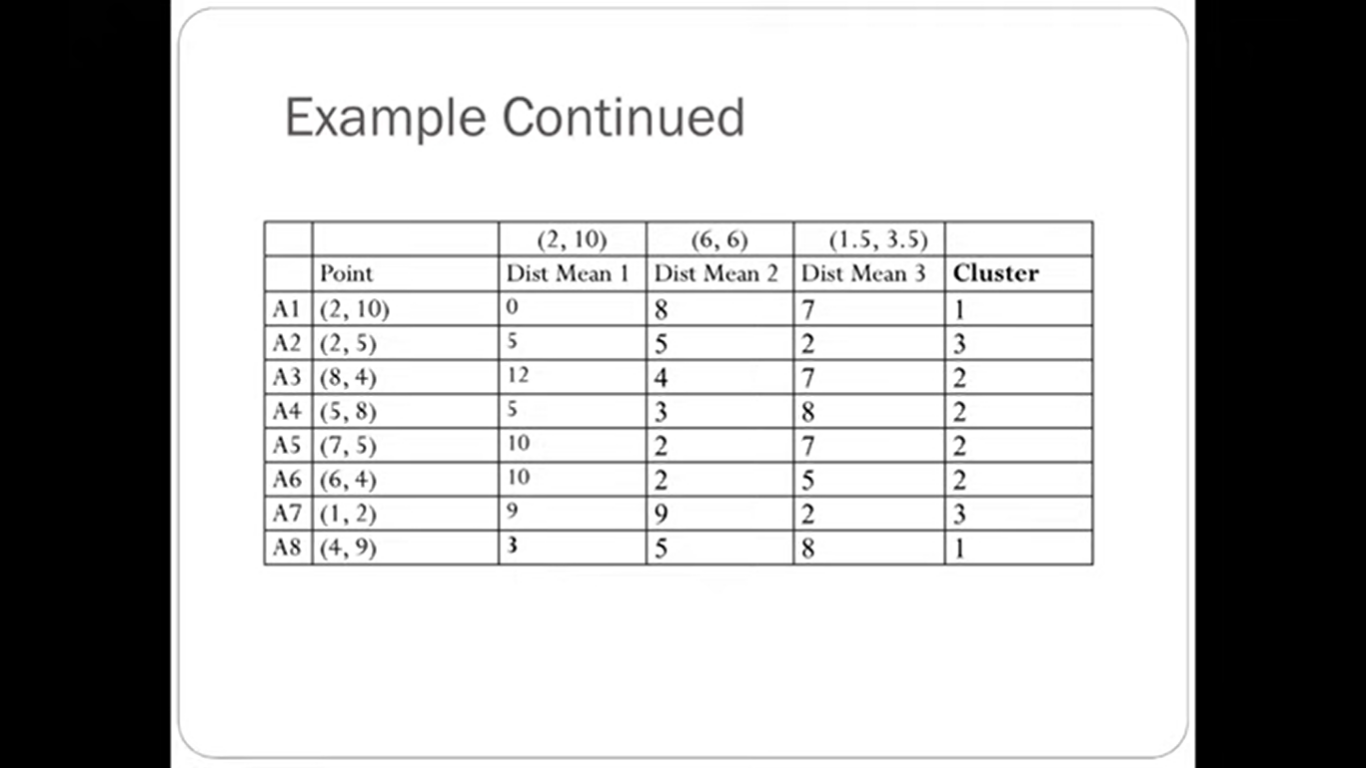 Example Continued
(2, 10) (6, 6) (1.5, 3.5)
Point Dist Mean 1 Dist Mean 2 Dist Mean 3 Cluster
A1 (2, 10) 0 8 7 1
A2 (2, 5) 5 5 2 3
A3 (8, 4) 12 4 7 2
A4 (5, 8) 5 3 8 2
A5 (7, 5) 10 2 7 2
A6 (6, 4) 10 2 5 2
A7 (1, 2) 9 9 2 3
A8 (4, 9) 3 5 8 1